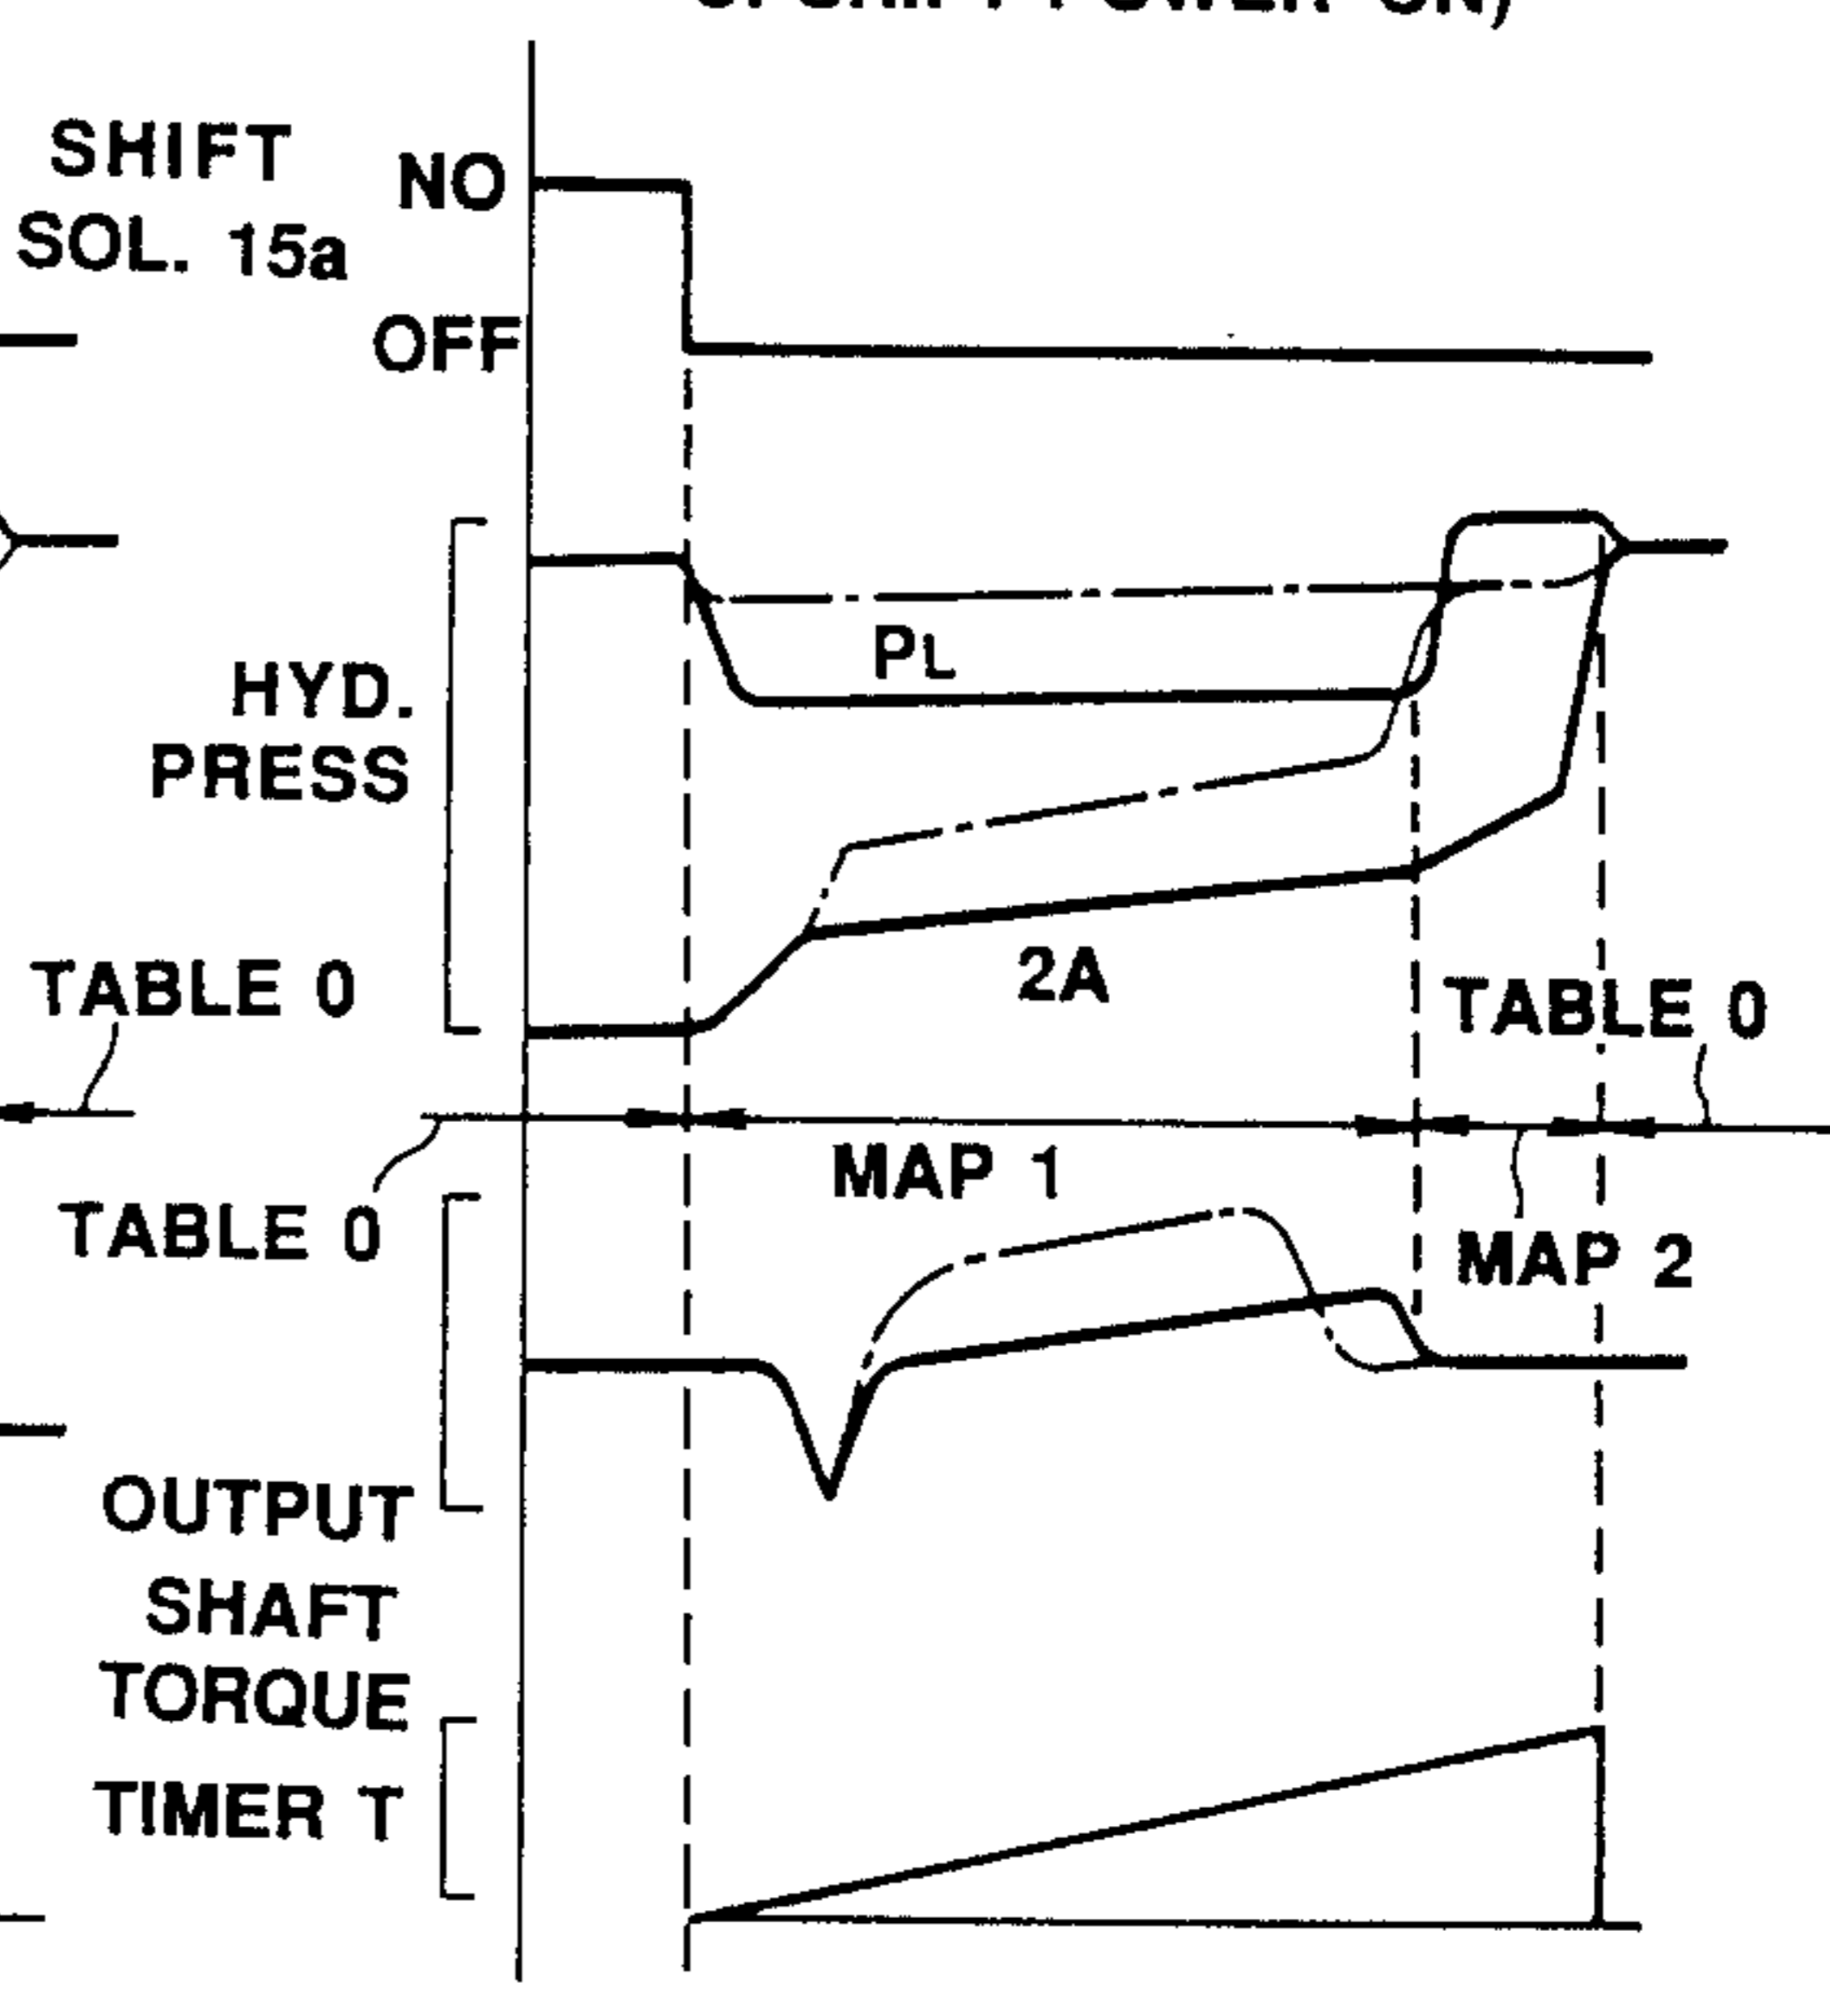 SHIFT
SOL. 15a
NO
OFF
HYD.
PRESS
PL
2A
TABLE 0
TABLE 0
MAP 1
TABLE 0
MAP 2
OUTPUT
SHAFT
TORQUE
TIMER T